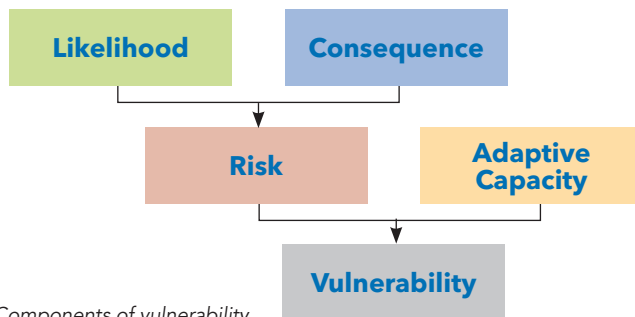 Likelihood
Consequence
Risk
Adaptive
Capacity
Vulnerability
Components of vulnerability